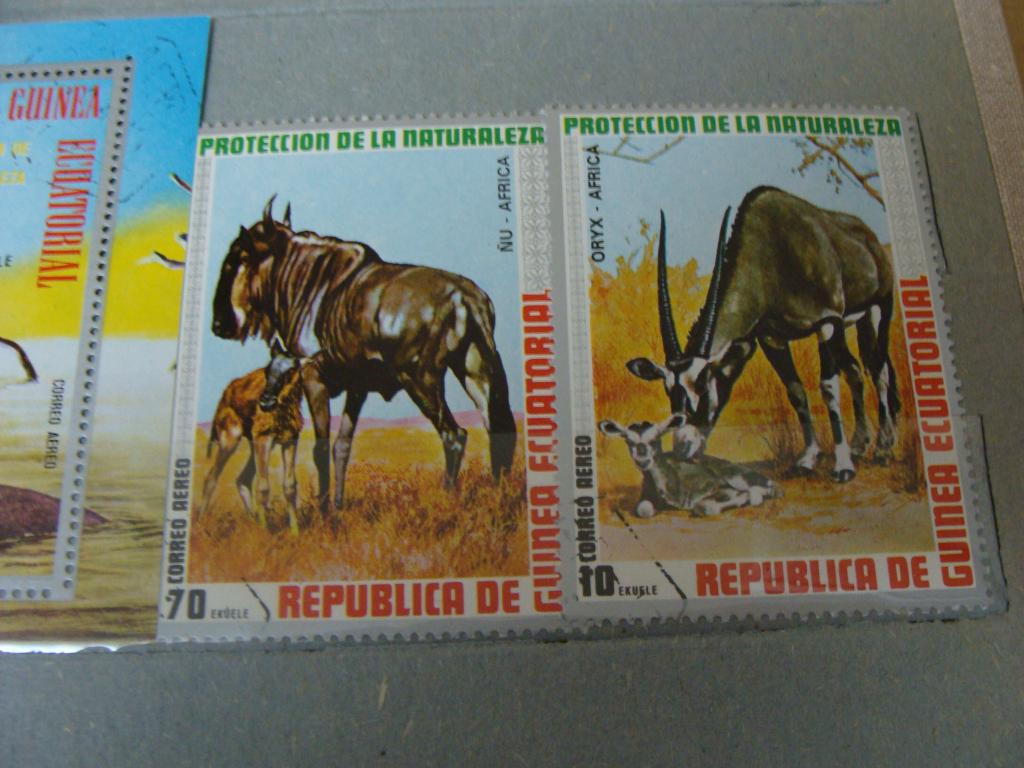 GUINEA
ECUATORIAL
CORREO AEREO
PROTECCION DE LA NATURALEZA
ÑU - AFRICA
CORREO AEREO
70 EKUELE
REPUBLICA DE
GUINEA ECUATORIAL
PROTECCION DE LA NATURALEZA
ORYX - AFRICA
CORREO AEREO
10 EKUELE
REPUBLICA DE
GUINEA ECUATORIAL